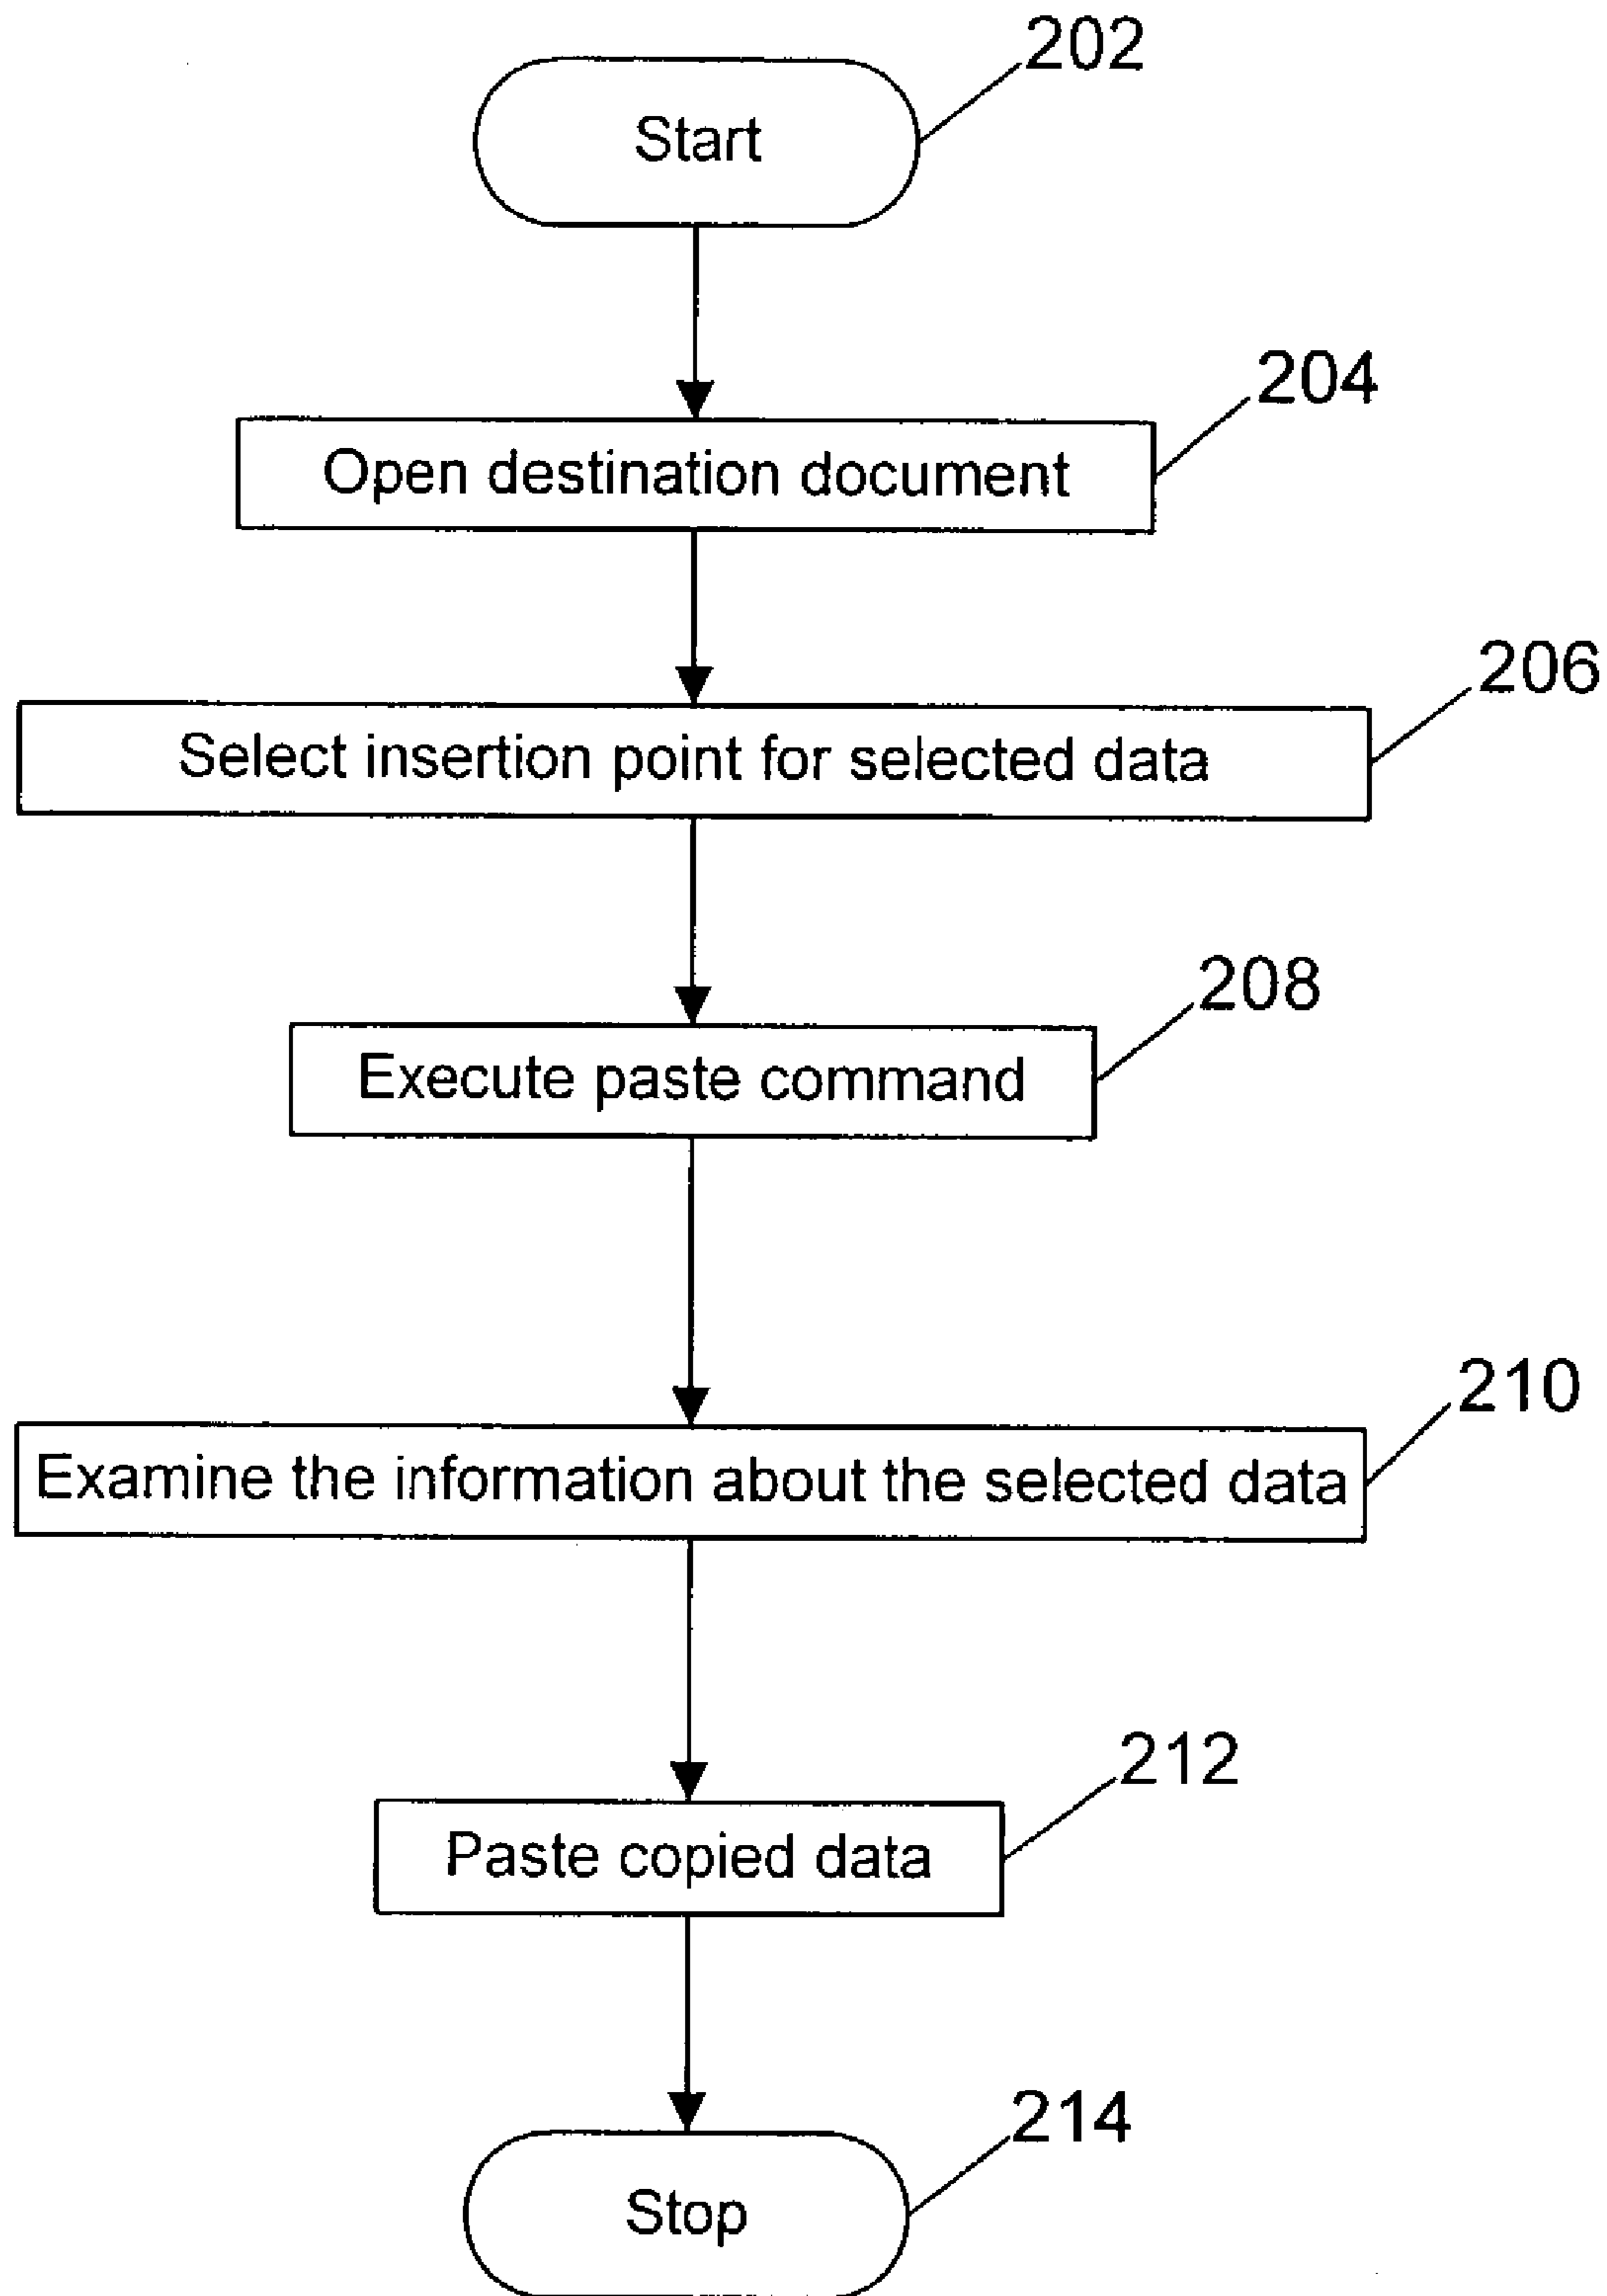 202
Start
204
Open destination document
206
Select insertion point for selected data
208
Execute paste command
210
Examine the information about the selected data
212
Paste copied data
214
Stop